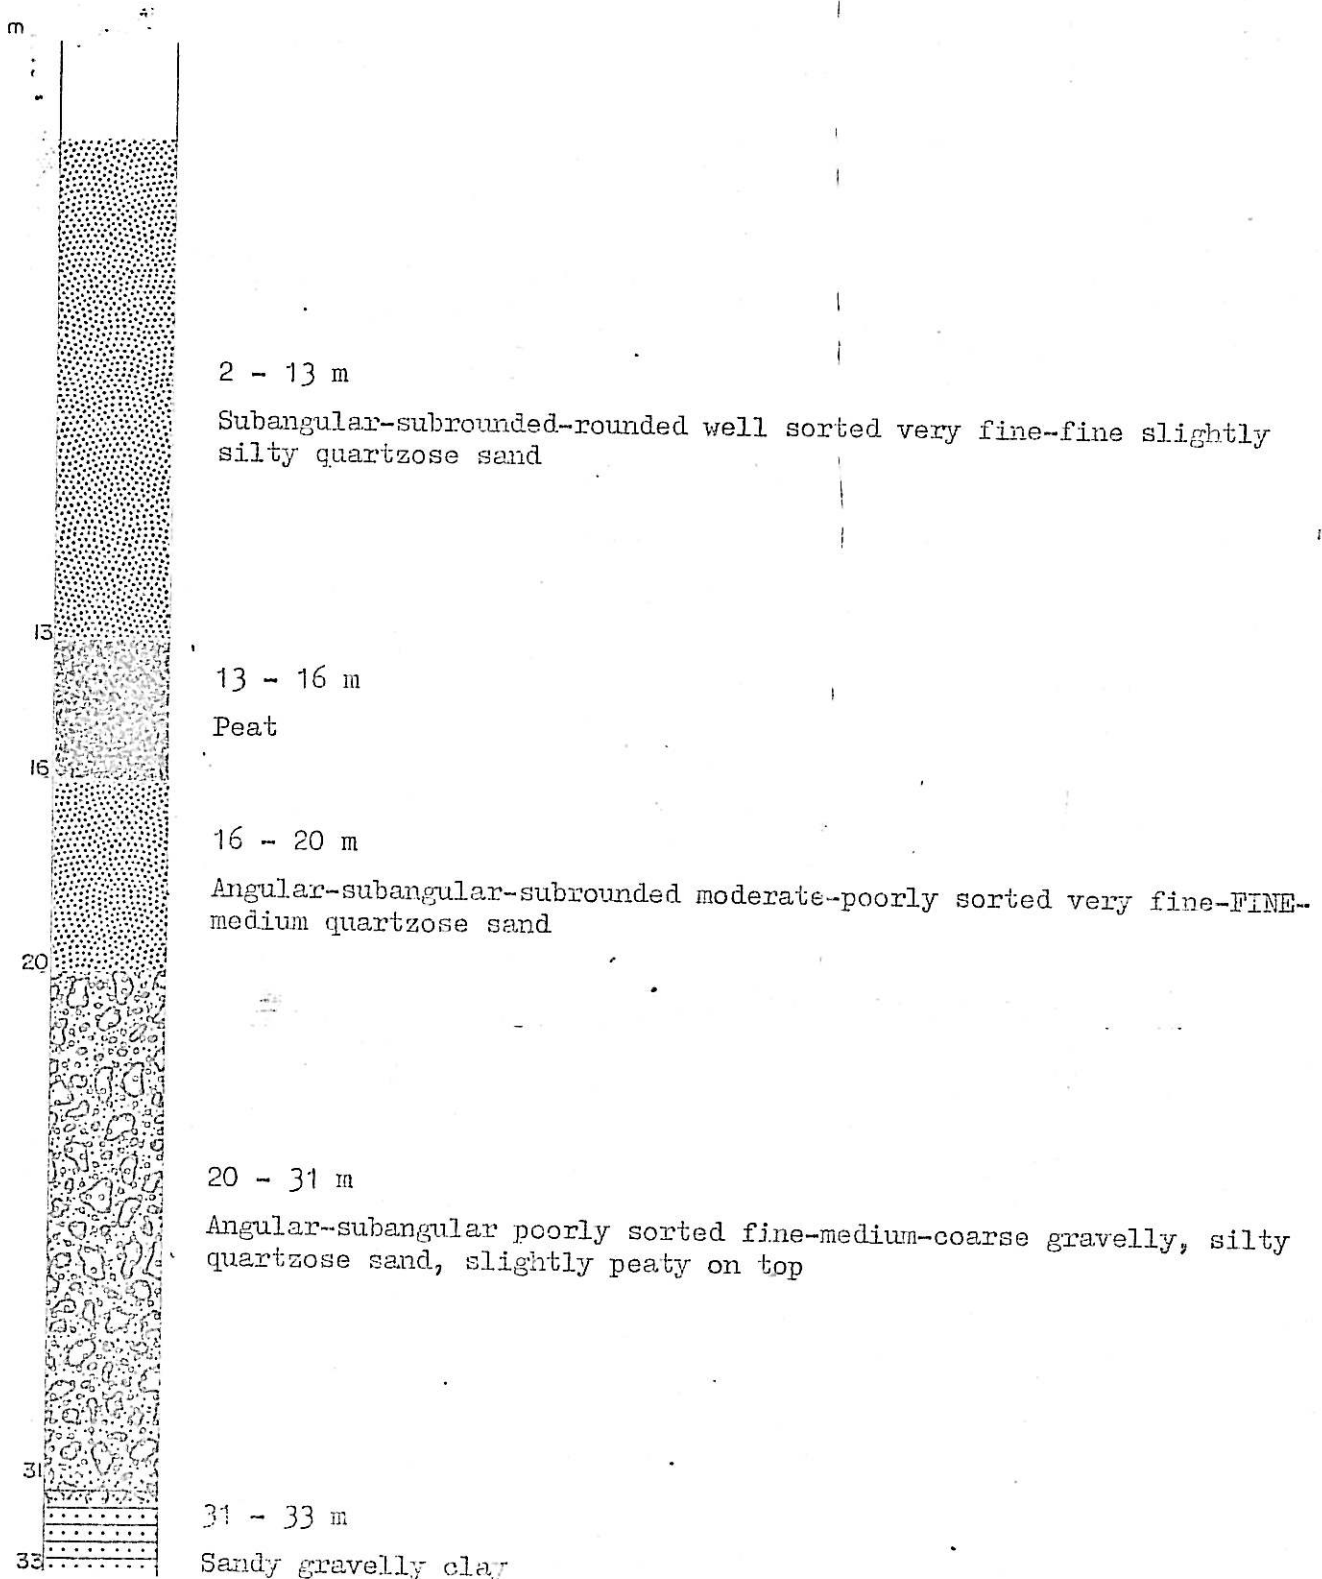 m
2 - 13 m
Subangular-subrounded-rounded well sorted very fine-fine slightly
silty quartzose sand
13
13 - 16 m
Peat
16
16 - 20 m
Angular-subangular-subrounded moderate-poorly sorted very fine-FINE-
medium quartzose sand
20
20 - 31 m
Angular-subangular poorly sorted fine-medium-coarse gravelly, silty
quartzose sand, slightly peaty on top
31
31 - 33 m
33
Sandy gravelly clay